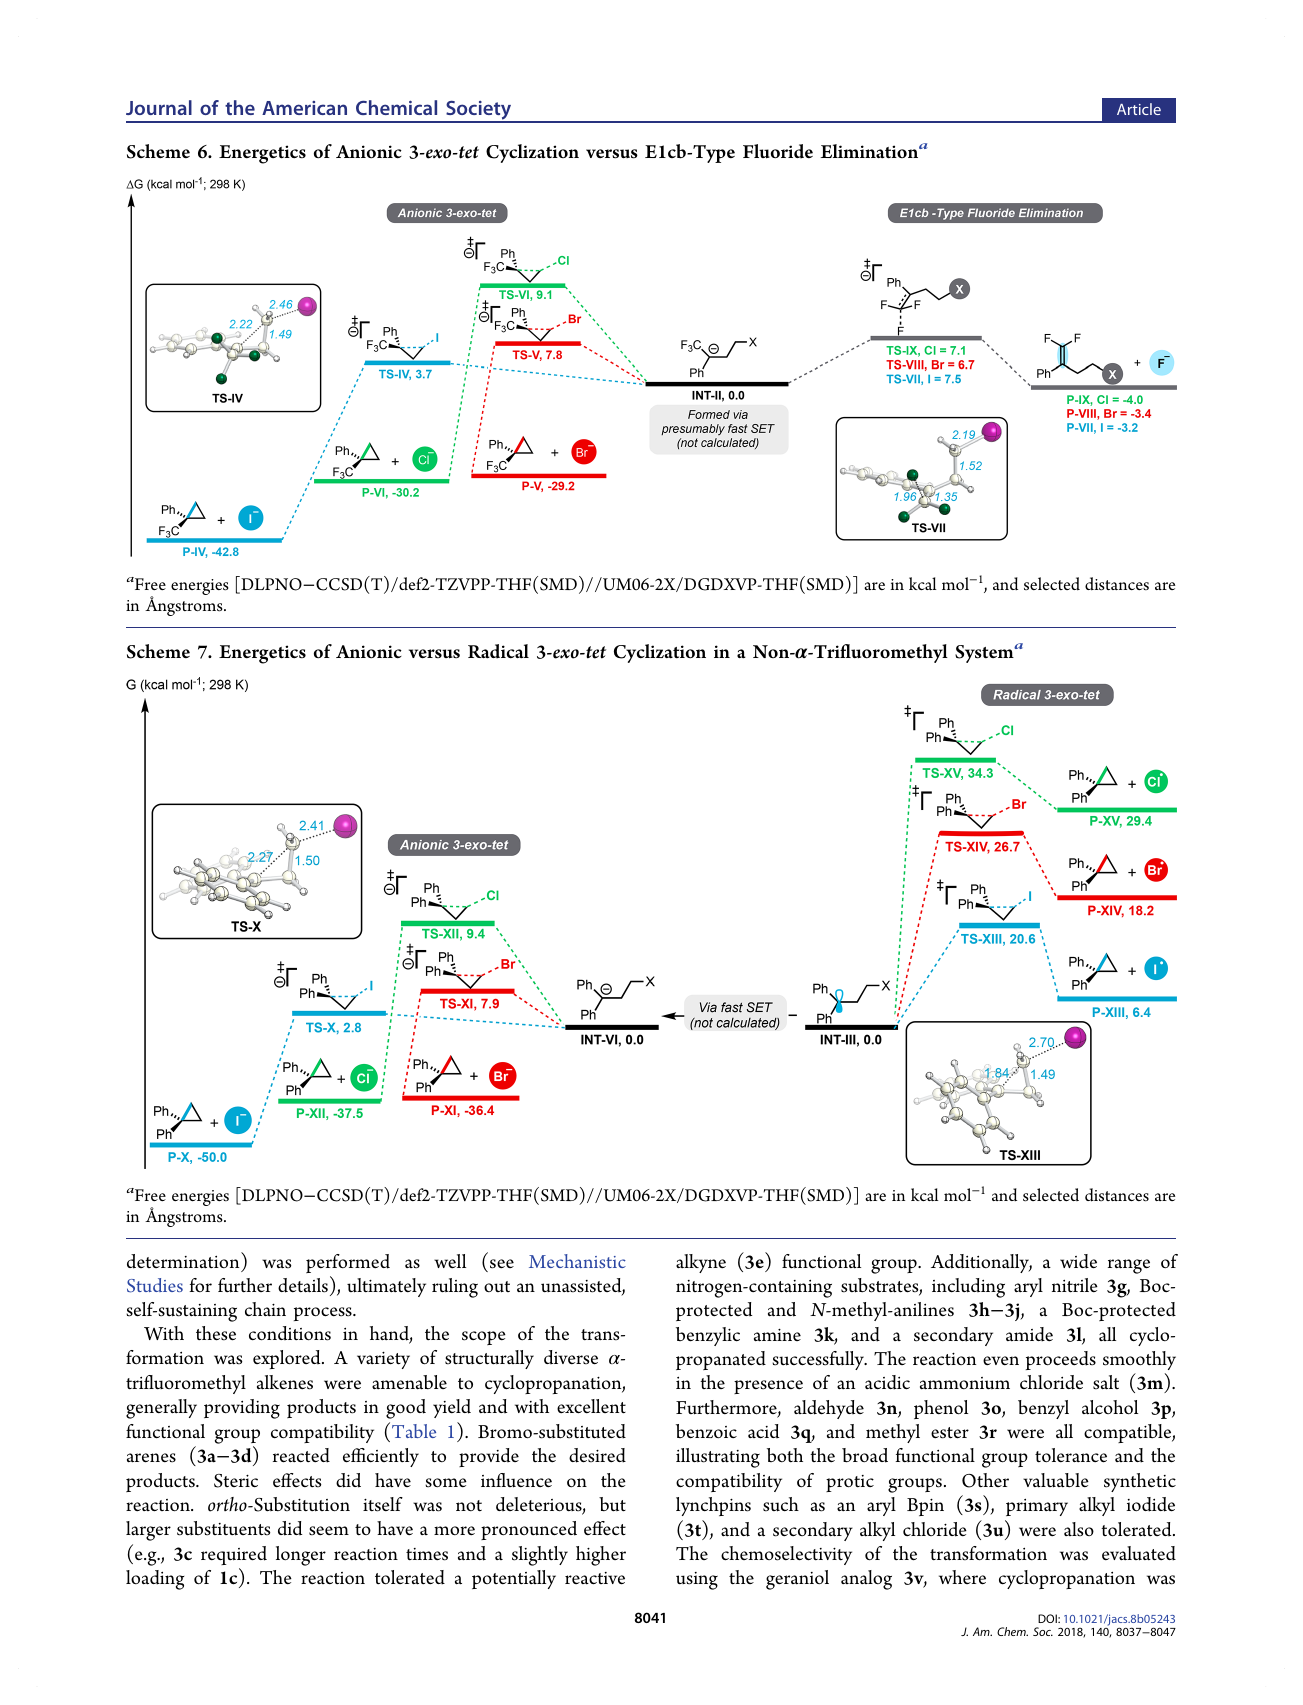 Journal of the American Chemical Society
Article
Scheme 6. Energetics of Anionic 3-exo-tet Cyclization versus E1cb-Type Fluoride Elimination^a
ΔG (kcal mol⁻¹; 298 K)
Anionic 3-exo-tet
E1cb -Type Fluoride Elimination
‡
⊖
Ph
F₃C
Cl
TS-VI, 9.1
‡
⊖
Ph
F₃C
Br
TS-V, 7.8
‡
⊖
Ph
F₃C
I
TS-IV, 3.7
2.46
2.22
1.49
TS-IV
F₃C
⊖
X
Ph
INT-II, 0.0
Formed via
presumably fast SET
(not calculated)
‡
⊖
Ph
X
F
F
F
TS-IX, Cl = 7.1
TS-VIII, Br = 6.7
TS-VII, I = 7.5
F
F
Ph
X
+
F⁻
P-IX, Cl = -4.0
P-VIII, Br = -3.4
P-VII, I = -3.2
2.19
1.52
1.96
1.35
TS-VII
Ph
F₃C
+
Cl⁻
P-VI, -30.2
Ph
F₃C
+
Br⁻
P-V, -29.2
Ph
F₃C
+
I⁻
P-IV, -42.8
^aFree energies [DLPNO−CCSD(T)/def2-TZVPP-THF(SMD)//UM06-2X/DGDXVP-THF(SMD)] are in kcal mol⁻¹, and selected distances are
in Ångstroms.
Scheme 7. Energetics of Anionic versus Radical 3-exo-tet Cyclization in a Non-α-Trifluoromethyl System^a
G (kcal mol⁻¹; 298 K)
Radical 3-exo-tet
‡
Ph
Ph
Cl
TS-XV, 34.3
Ph
Ph
+
Cl•
P-XV, 29.4
‡
Ph
Ph
Br
TS-XIV, 26.7
Ph
Ph
+
Br•
P-XIV, 18.2
‡
Ph
Ph
I
TS-XIII, 20.6
Ph
Ph
+
I•
P-XIII, 6.4
2.41
2.27
1.50
TS-X
Anionic 3-exo-tet
‡
⊖
Ph
Ph
Cl
TS-XII, 9.4
‡
⊖
Ph
Ph
Br
TS-XI, 7.9
‡
⊖
Ph
Ph
I
TS-X, 2.8
Ph
⊖
X
Ph
INT-VI, 0.0
Via fast SET
(not calculated)
Ph
X
Ph
INT-III, 0.0
2.70
1.84
1.49
TS-XIII
Ph
Ph
+
Cl⁻
P-XII, -37.5
Ph
Ph
+
Br⁻
P-XI, -36.4
Ph
Ph
+
I⁻
P-X, -50.0
^aFree energies [DLPNO−CCSD(T)/def2-TZVPP-THF(SMD)//UM06-2X/DGDXVP-THF(SMD)] are in kcal mol⁻¹ and selected distances are
in Ångstroms.
determination) was performed as well (see Mechanistic
Studies for further details), ultimately ruling out an unassisted,
self-sustaining chain process.
With these conditions in hand, the scope of the trans-
formation was explored. A variety of structurally diverse α-
trifluoromethyl alkenes were amenable to cyclopropanation,
generally providing products in good yield and with excellent
functional group compatibility (Table 1). Bromo-substituted
arenes (3a−3d) reacted efficiently to provide the desired
products. Steric effects did have some influence on the
reaction. ortho-Substitution itself was not deleterious, but
larger substituents did seem to have a more pronounced effect
(e.g., 3c required longer reaction times and a slightly higher
loading of 1c). The reaction tolerated a potentially reactive
alkyne (3e) functional group. Additionally, a wide range of
nitrogen-containing substrates, including aryl nitrile 3g, Boc-
protected and N-methyl-anilines 3h−3j, a Boc-protected
benzylic amine 3k, and a secondary amide 3l, all cyclo-
propanated successfully. The reaction even proceeds smoothly
in the presence of an acidic ammonium chloride salt (3m).
Furthermore, aldehyde 3n, phenol 3o, benzyl alcohol 3p,
benzoic acid 3q, and methyl ester 3r were all compatible,
illustrating both the broad functional group tolerance and the
compatibility of protic groups. Other valuable synthetic
lynchpins such as an aryl Bpin (3s), primary alkyl iodide
(3t), and a secondary alkyl chloride (3u) were also tolerated.
The chemoselectivity of the transformation was evaluated
using the geraniol analog 3v, where cyclopropanation was
8041
DOI: 10.1021/jacs.8b05243
J. Am. Chem. Soc. 2018, 140, 8037−8047